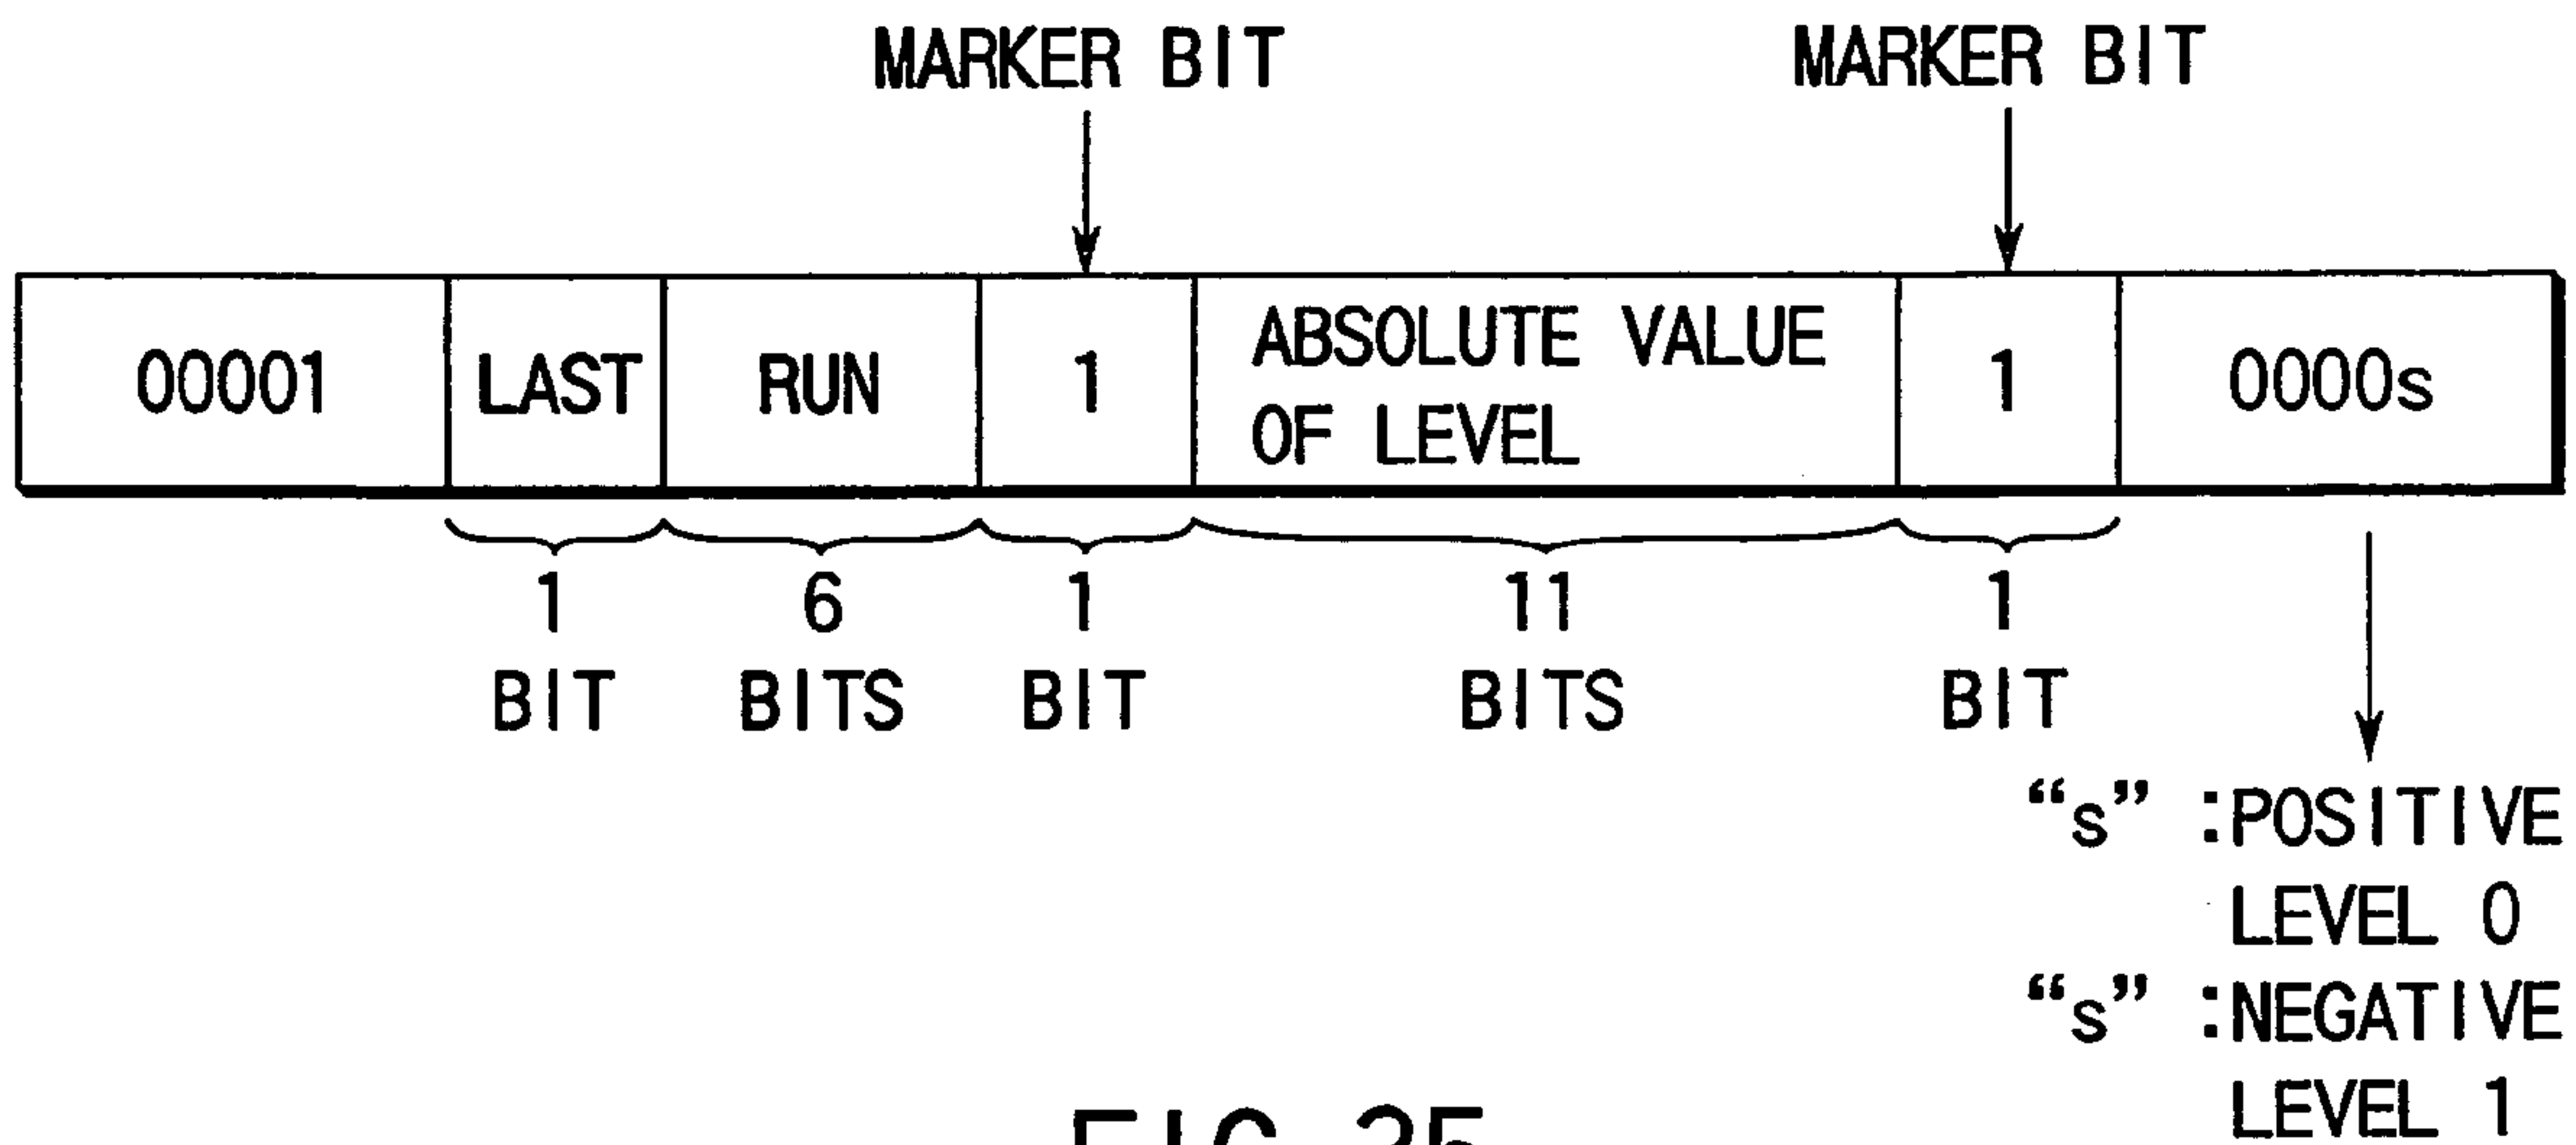 MARKER BIT
MARKER BIT
00001
LAST
RUN
1
ABSOLUTE VALUE
OF LEVEL
1
0000s
1
BIT
6
BITS
1
BIT
11
BITS
1
BIT
“s” :POSITIVE
LEVEL 0
“s” :NEGATIVE
LEVEL 1